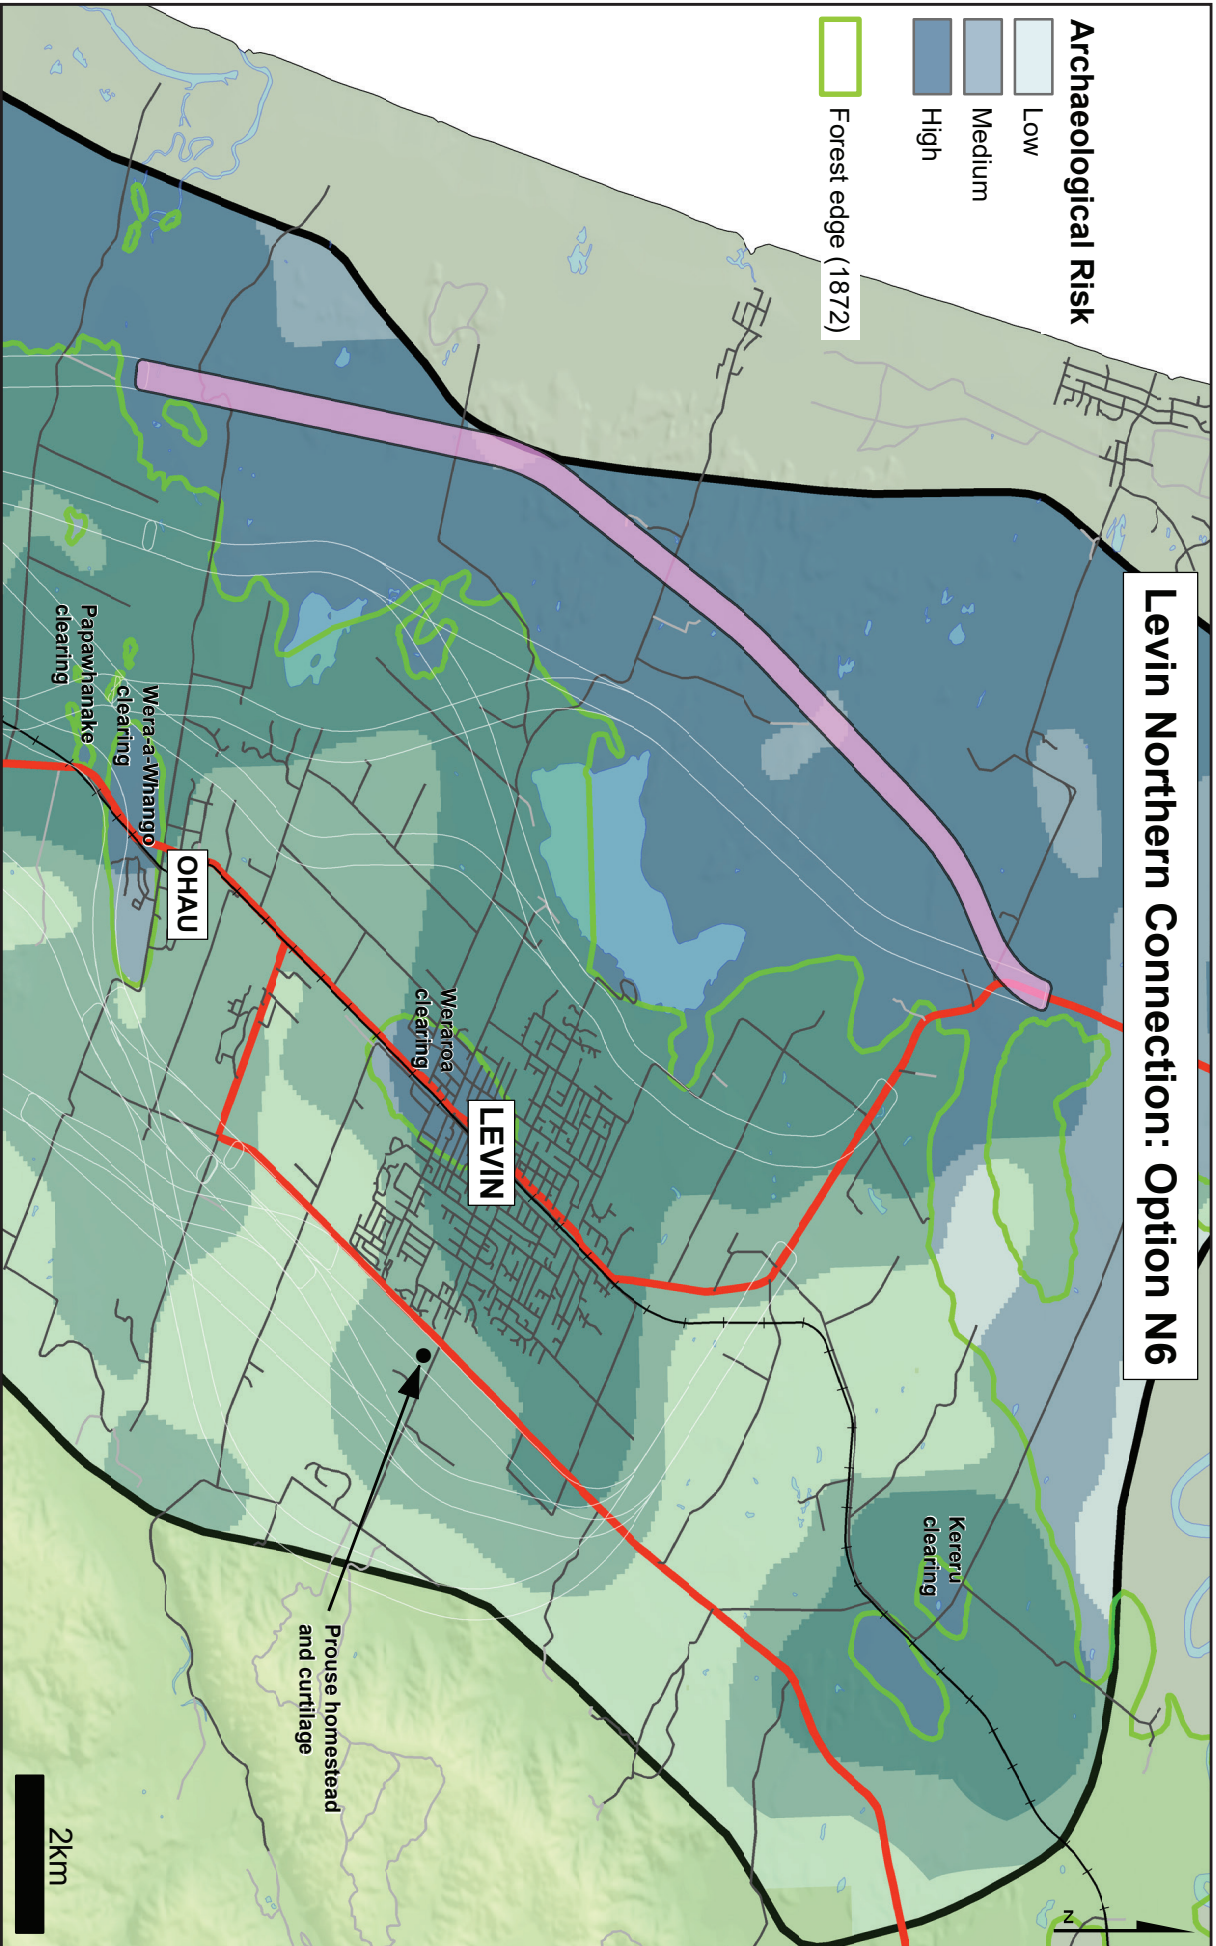 Levin Northern Connection: Option N6
Archaeological Risk
Low
Medium
High
Forest edge (1872)
Kereru
clearing
LEVIN
Weraroa
clearing
OHAU
Wera-a-Whango
clearing
Papawhanake
clearing
Prouse homestead
and curtilage
N
2km